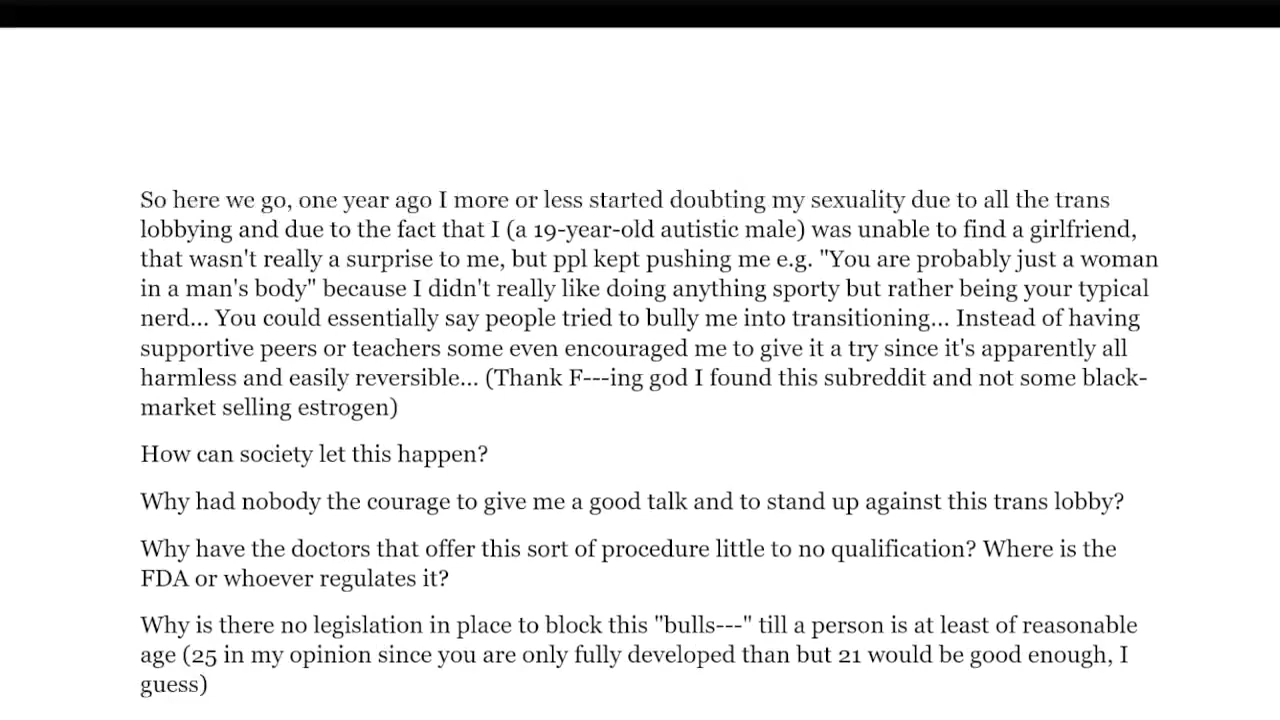 So here we go, one year ago I more or less started doubting my sexuality due to all the trans
lobbying and due to the fact that I (a 19-year-old autistic male) was unable to find a girlfriend,
that wasn't really a surprise to me, but ppl kept pushing me e.g. "You are probably just a woman
in a man's body" because I didn't really like doing anything sporty but rather being your typical
nerd... You could essentially say people tried to bully me into transitioning... Instead of having
supportive peers or teachers some even encouraged me to give it a try since it's apparently all
harmless and easily reversible... (Thank F---ing god I found this subreddit and not some black-
market selling estrogen)
How can society let this happen?
Why had nobody the courage to give me a good talk and to stand up against this trans lobby?
Why have the doctors that offer this sort of procedure little to no qualification? Where is the
FDA or whoever regulates it?
Why is there no legislation in place to block this "bulls---" till a person is at least of reasonable
age (25 in my opinion since you are only fully developed than but 21 would be good enough, I
guess)